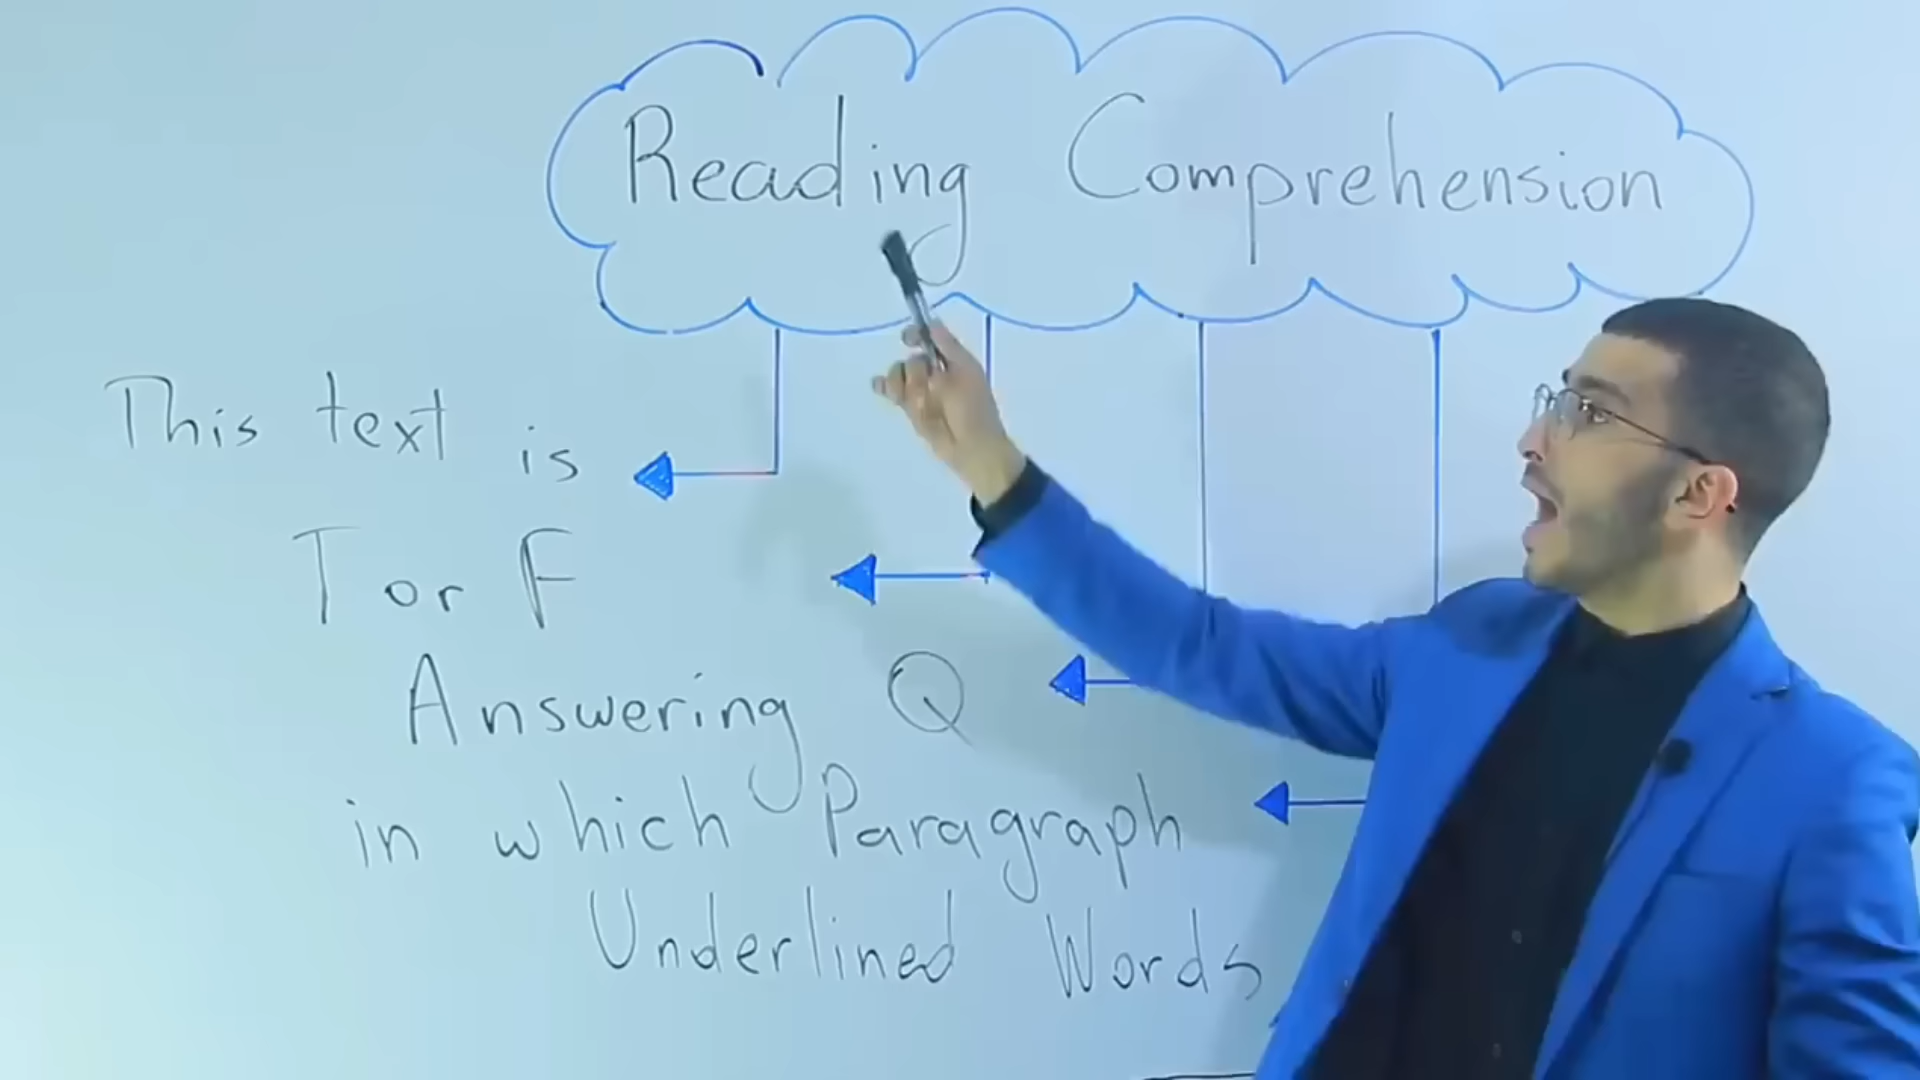 Reading Comprehension
This text is
T or F
Answering Q
in which Paragraph
Underlined Words